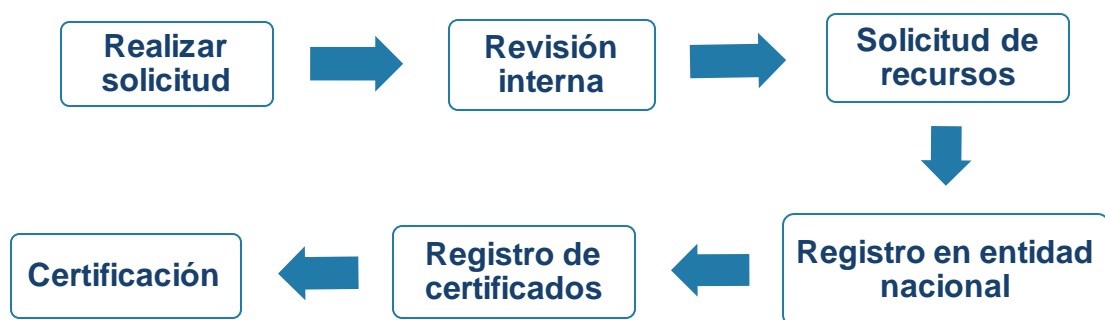 Realizar
solicitud
Revisión
interna
Solicitud de
recursos
Registro en entidad
nacional
Registro de
certificados
Certificación